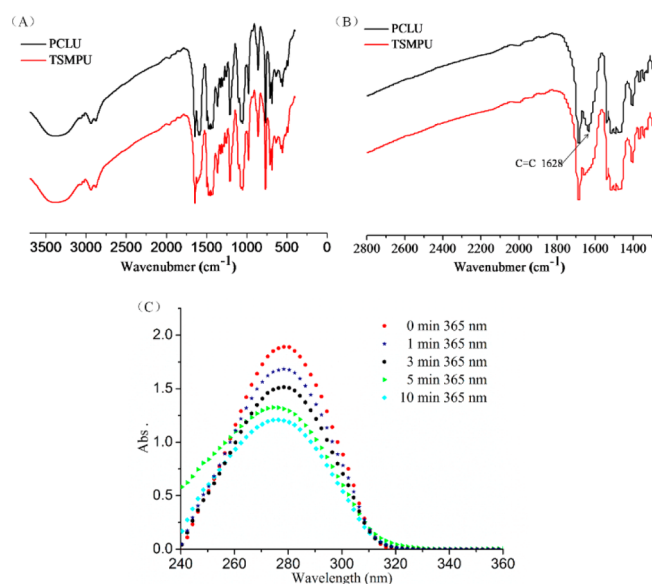 (A)
PCLU
TSMPU
3500 3000 2500 2000 1500 1000 500 0
Wavenubmer (cm-1)
(B)
PCLU
TSMPU
C=C 1628
2800 2600 2400 2200 2000 1800 1600 1400
Wavenubmer (cm-1)
(C)
0 min 365 nm
1 min 365 nm
3 min 365 nm
5 min 365 nm
10 min 365 nm
2.0
1.5
1.0
0.5
0.0
Abs .
240 260 280 300 320 340 360
Wavelength (nm)